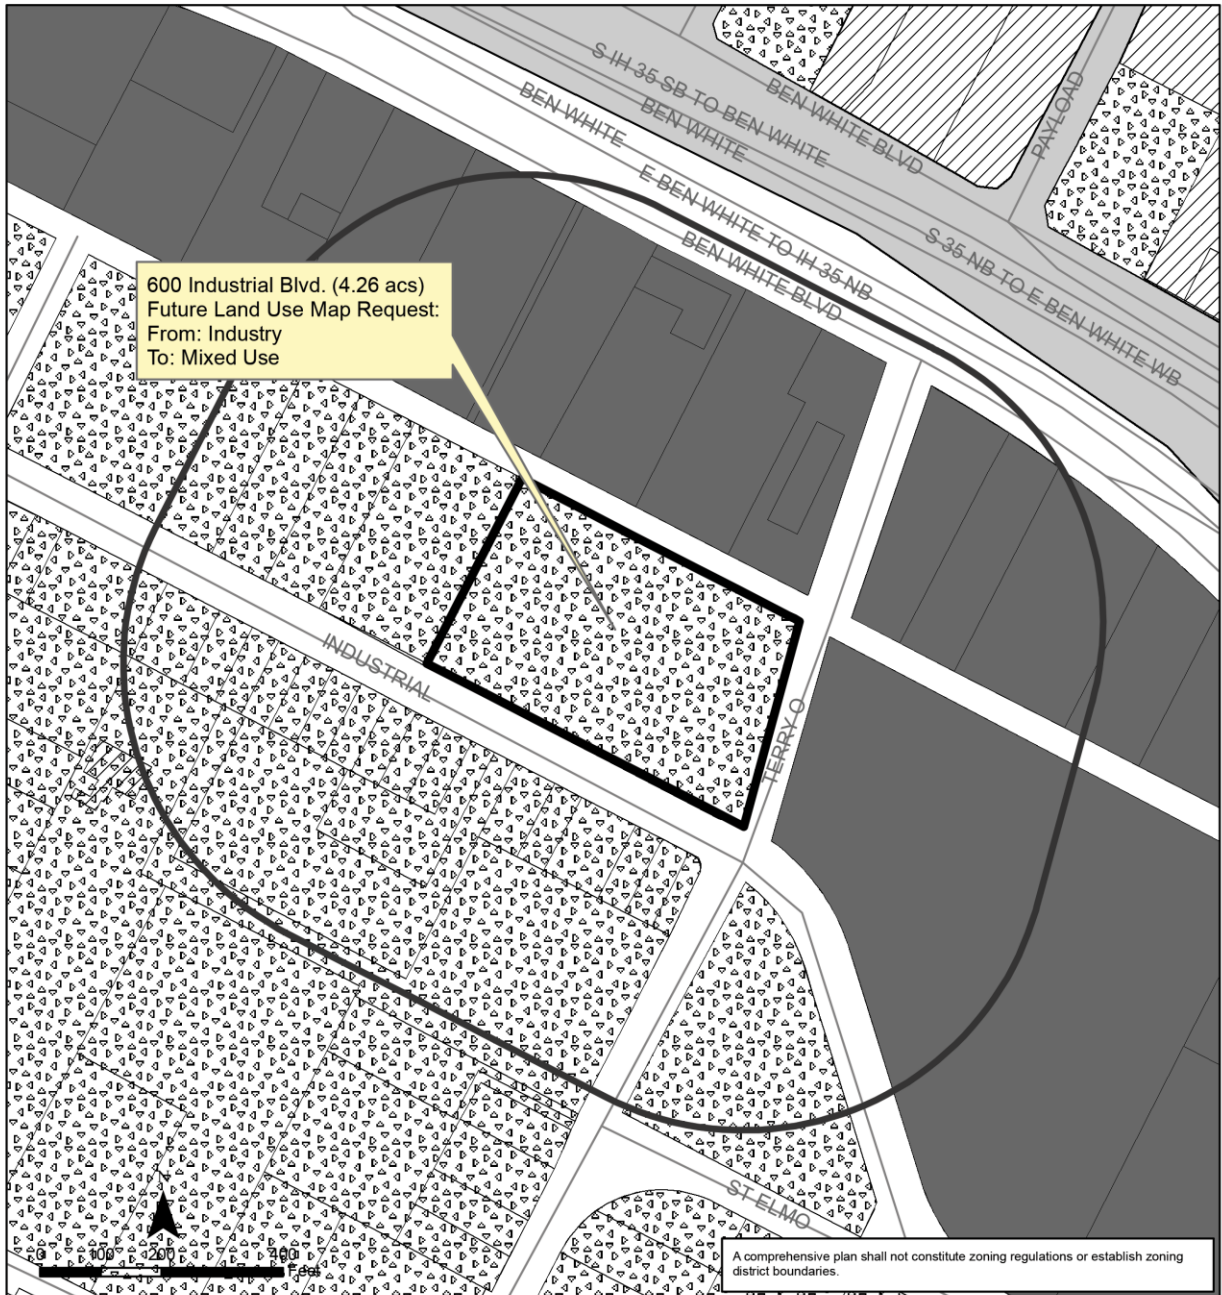 S IH 35 SB TO BEN WHITE
BEN WHITE BLVD
PAYLOAD
BEN WHITE
BEN WHITE
E BEN WHITE TO IH 35 NB
S 35 NB TO E BEN WHITE WB
BEN WHITE BLVD
600 Industrial Blvd. (4.26 acs)
Future Land Use Map Request:
From: Industry
To: Mixed Use
INDUSTRIAL
TERRY O
ST ELMO
N
0 100 200 400
Feet
A comprehensive plan shall not constitute zoning regulations or establish zoning
district boundaries.